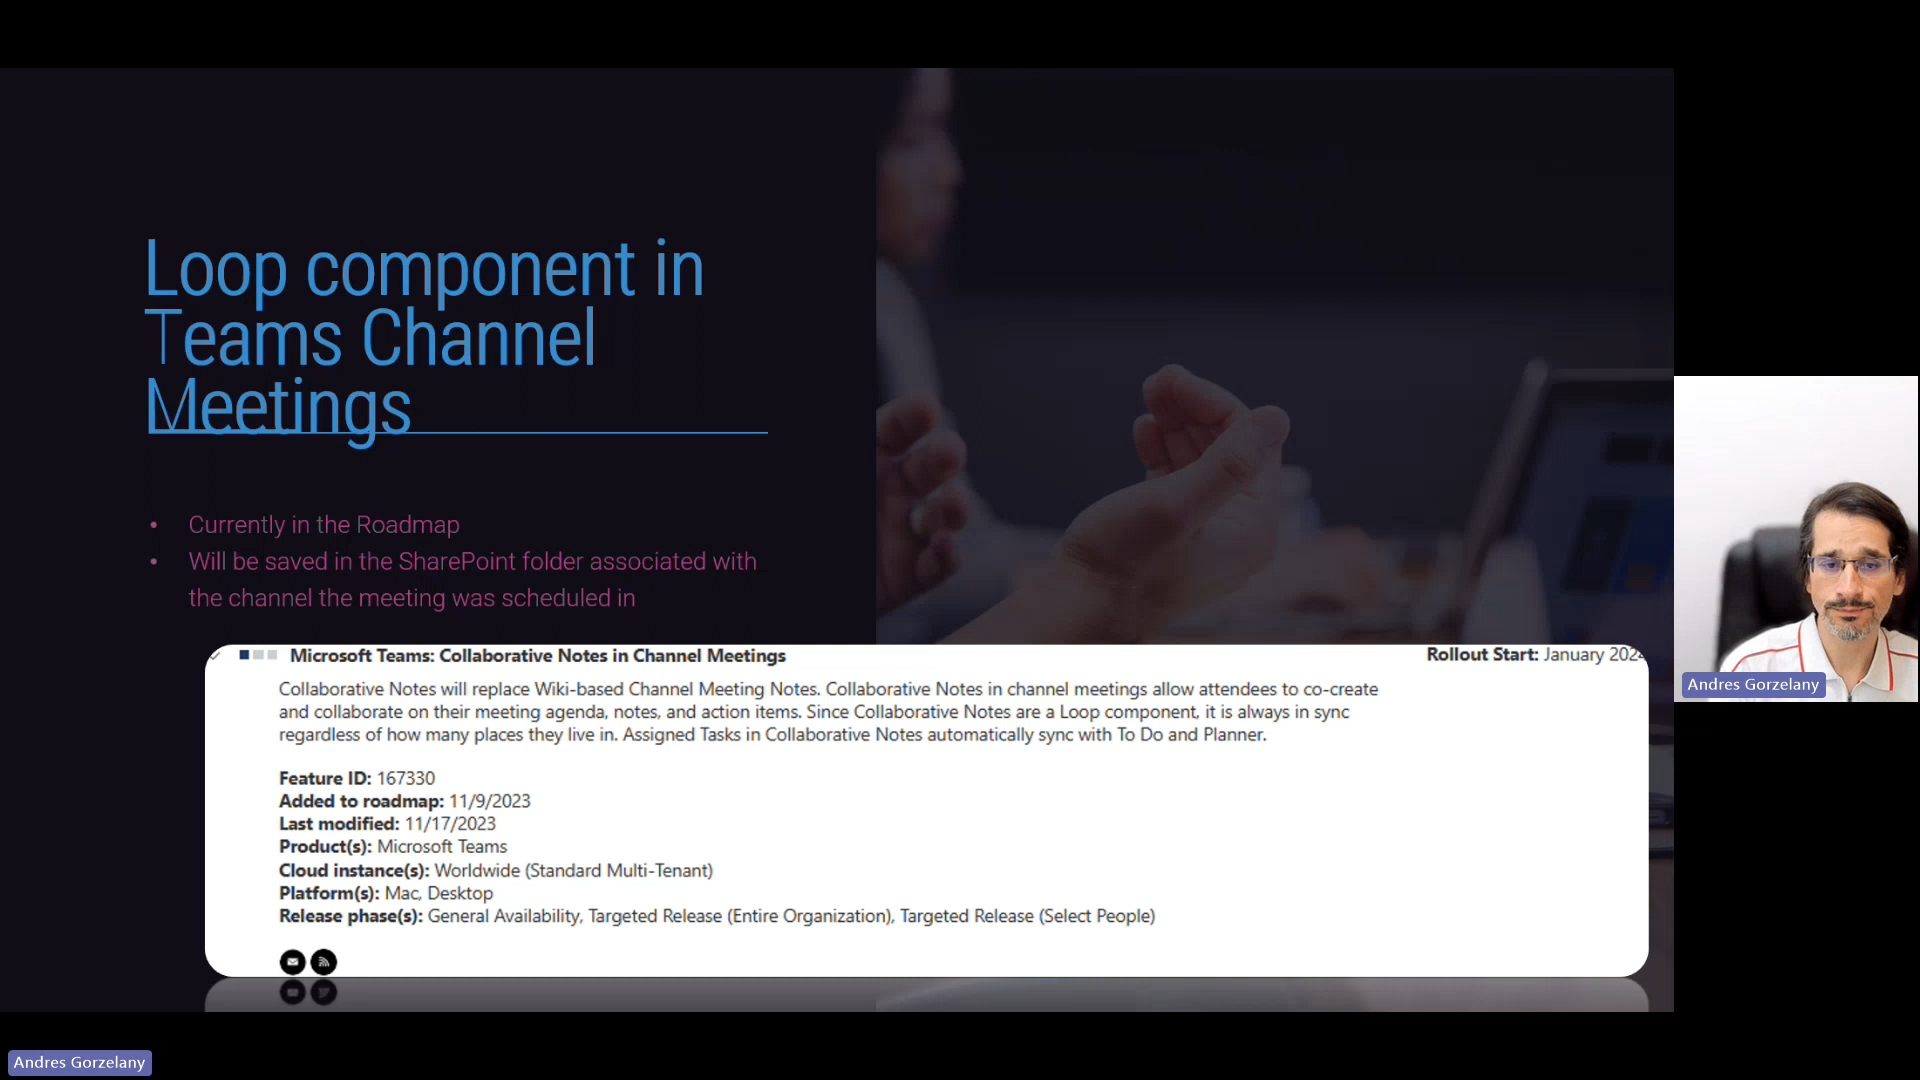 Loop component in
Teams Channel
Meetings
• Currently in the Roadmap
• Will be saved in the SharePoint folder associated with
the channel the meeting was scheduled in
Microsoft Teams: Collaborative Notes in Channel Meetings
Rollout Start: January 2024
Collaborative Notes will replace Wiki-based Channel Meeting Notes. Collaborative Notes in channel meetings allow attendees to co-create
and collaborate on their meeting agenda, notes, and action items. Since Collaborative Notes are a Loop component, it is always in sync
regardless of how many places they live in. Assigned Tasks in Collaborative Notes automatically sync with To Do and Planner.
Feature ID: 167330
Added to roadmap: 11/9/2023
Last modified: 11/17/2023
Product(s): Microsoft Teams
Cloud instance(s): Worldwide (Standard Multi-Tenant)
Platform(s): Mac, Desktop
Release phase(s): General Availability, Targeted Release (Entire Organization), Targeted Release (Select People)
Andres Gorzelany
Andres Gorzelany